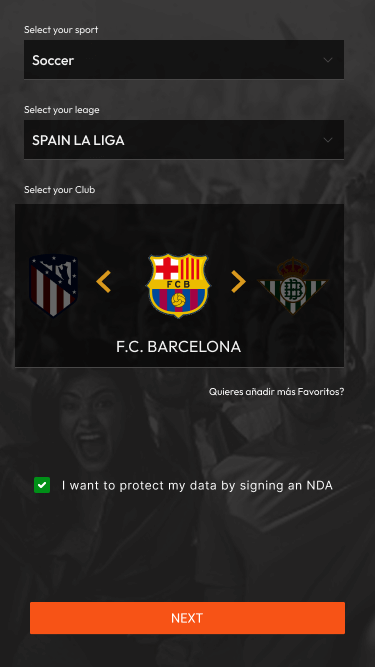 Select your sport
Soccer
Select your leage
SPAIN LA LIGA
Select your Club
FCB
F.C. BARCELONA
Quieres añadir más Favoritos?
I want to protect my data by signing an NDA
NEXT